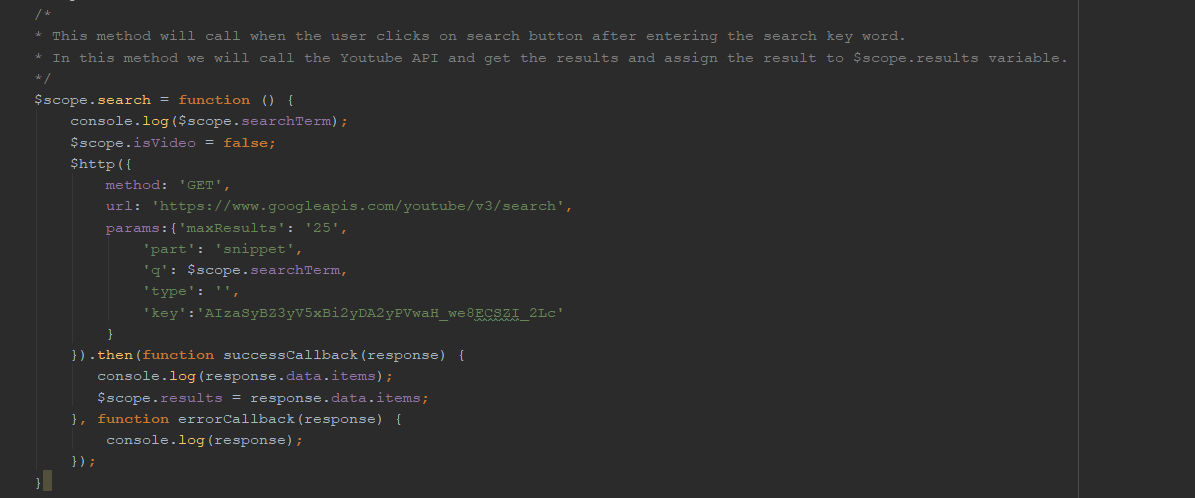 /*
* This method will call when the user clicks on search button after entering the search key word.
* In this method we will call the Youtube API and get the results and assign the result to $scope.results variable.
*/
$scope.search = function () {
console.log($scope.searchTerm);
$scope.isVideo = false;
$http({
method: 'GET',
url: 'https://www.googleapis.com/youtube/v3/search',
params:{'maxResults': '25',
'part': 'snippet',
'q': $scope.searchTerm,
'type': '',
'key':'AIzaSyBZ3yV5xBi2yDA2yPVwaH_we8ECSZI_2Lc'
}
}).then(function successCallback(response) {
console.log(response.data.items);
$scope.results = response.data.items;
}, function errorCallback(response) {
console.log(response);
});
}